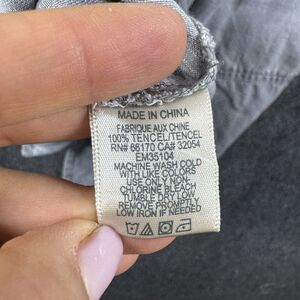 MADE IN CHINA
FABRIQUE AUX CHINE
100% TENCEL/TENCEL
RN# 66170 CA# 32054
EM35104
MACHINE WASH COLD
WITH LIKE COLORS
USE ONLY NON-
CHLORINE BLEACH
TUMBLE DRY LOW
REMOVE PROMPTLY
LOW IRON IF NEEDED